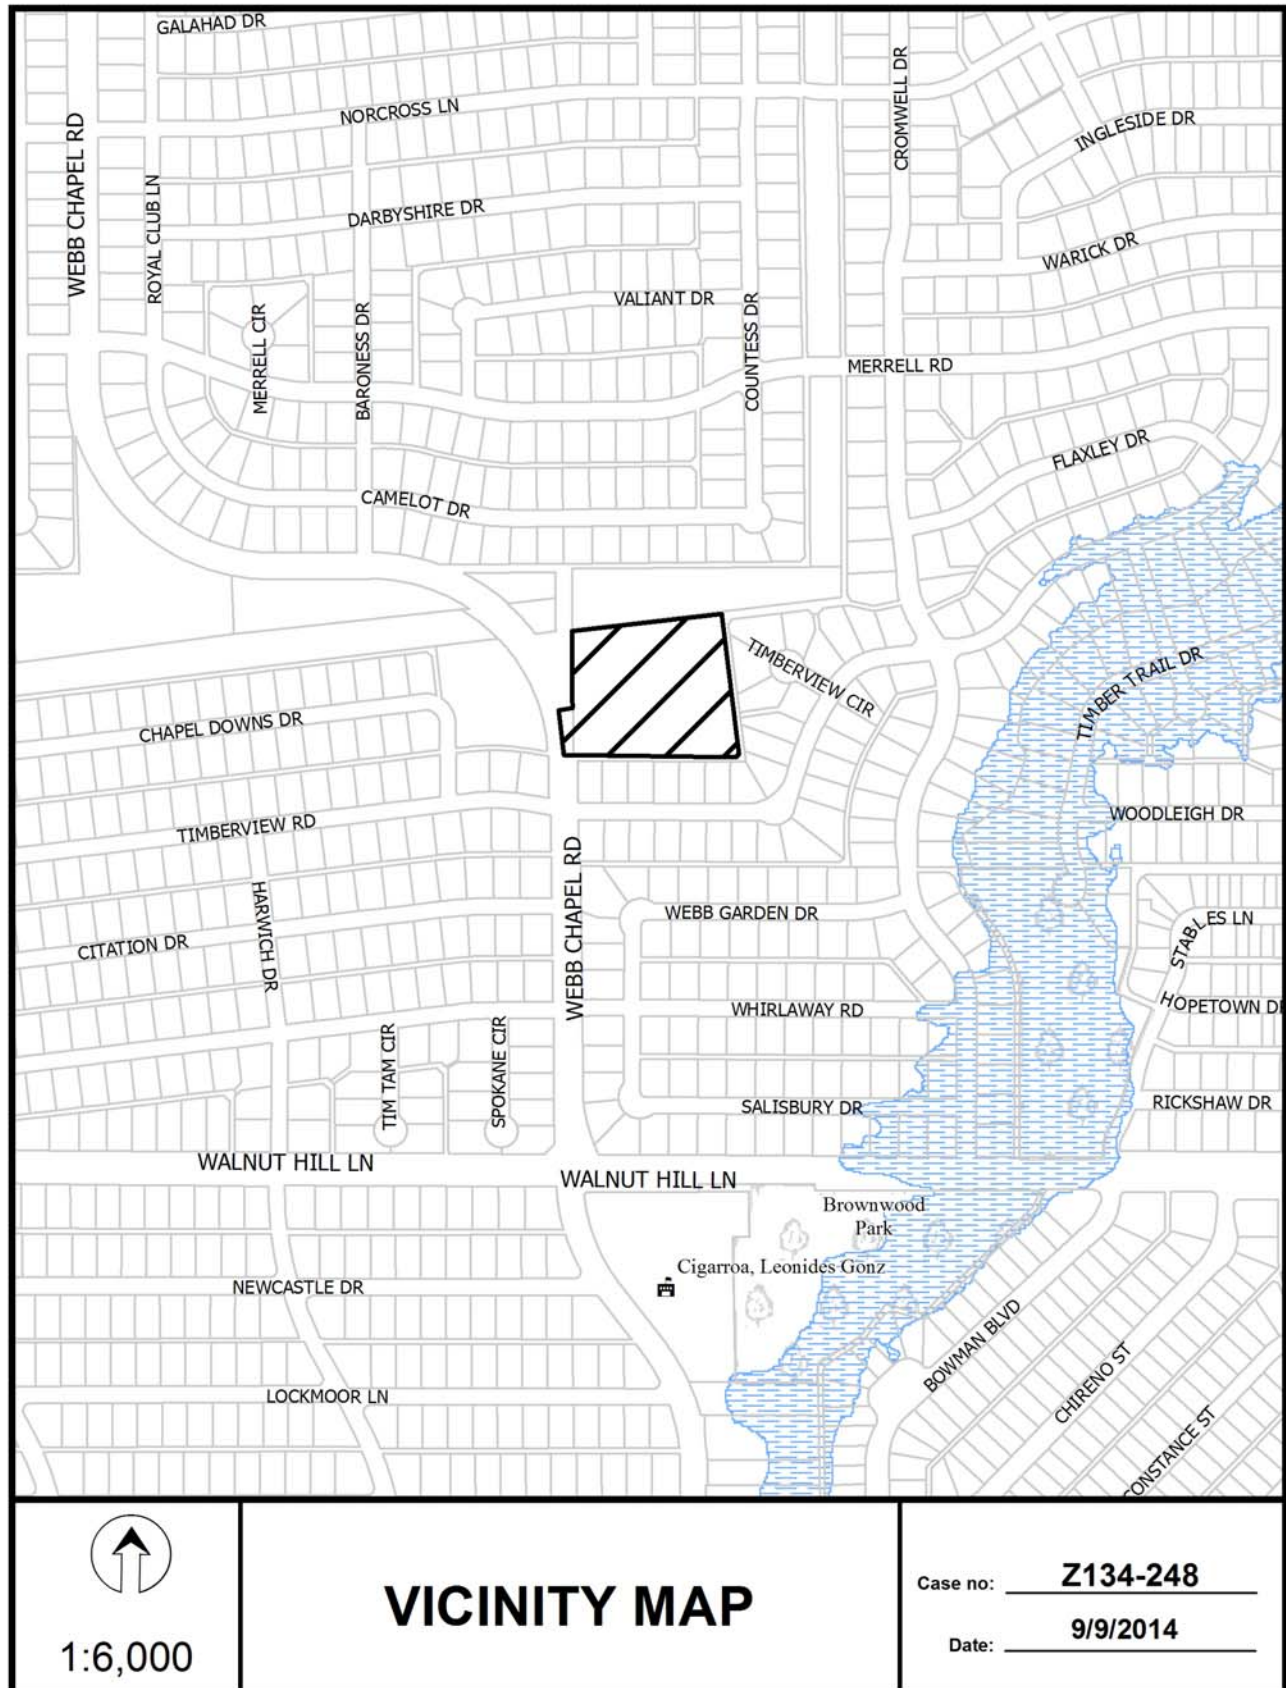 GALAHAD DR
NORCROSS LN
CROMWELL DR
INGLESIDE DR
WEBB CHAPEL RD
ROYAL CLUB LN
DARBYSHIRE DR
WARICK DR
VALIANT DR
MERRELL CIR
BARONESS DR
COUNTESS DR
MERRELL RD
FLAXLEY DR
CAMELOT DR
TIMBERVIEW CIR
TIMBER TRAIL DR
CHAPEL DOWNS DR
TIMBERVIEW RD
WOODLEIGH DR
HARWICH DR
WEBB CHAPEL RD
WEBB GARDEN DR
STABLES LN
CITATION DR
WHIRLAWAY RD
HOPETOWN DR
TIM TAM CIR
SPOKANE CIR
SALISBURY DR
RICKSHAW DR
WALNUT HILL LN
WALNUT HILL LN
Brownwood
Park
Cigarroa, Leonides Gonz
NEWCASTLE DR
BOWMAN BLVD
CHIRENO ST
LOCKMOOR LN
CONSTANCE ST
1:6,000
VICINITY MAP
Case no: Z134-248
Date: 9/9/2014